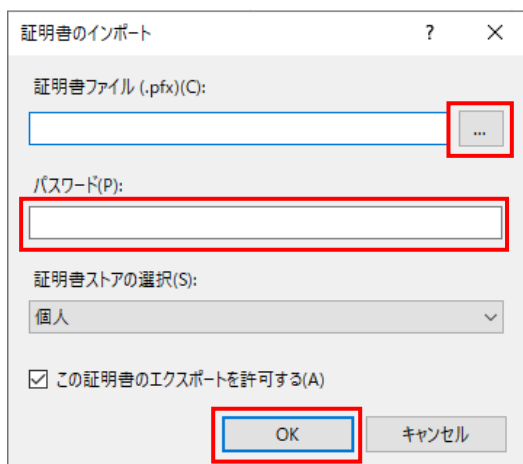 証明書のインポート ? ×
証明書ファイル (.pfx)(C):
...
パスワード(P):
証明書ストアの選択(S):
個人
この証明書のエクスポートを許可する(A)
OK キャンセル